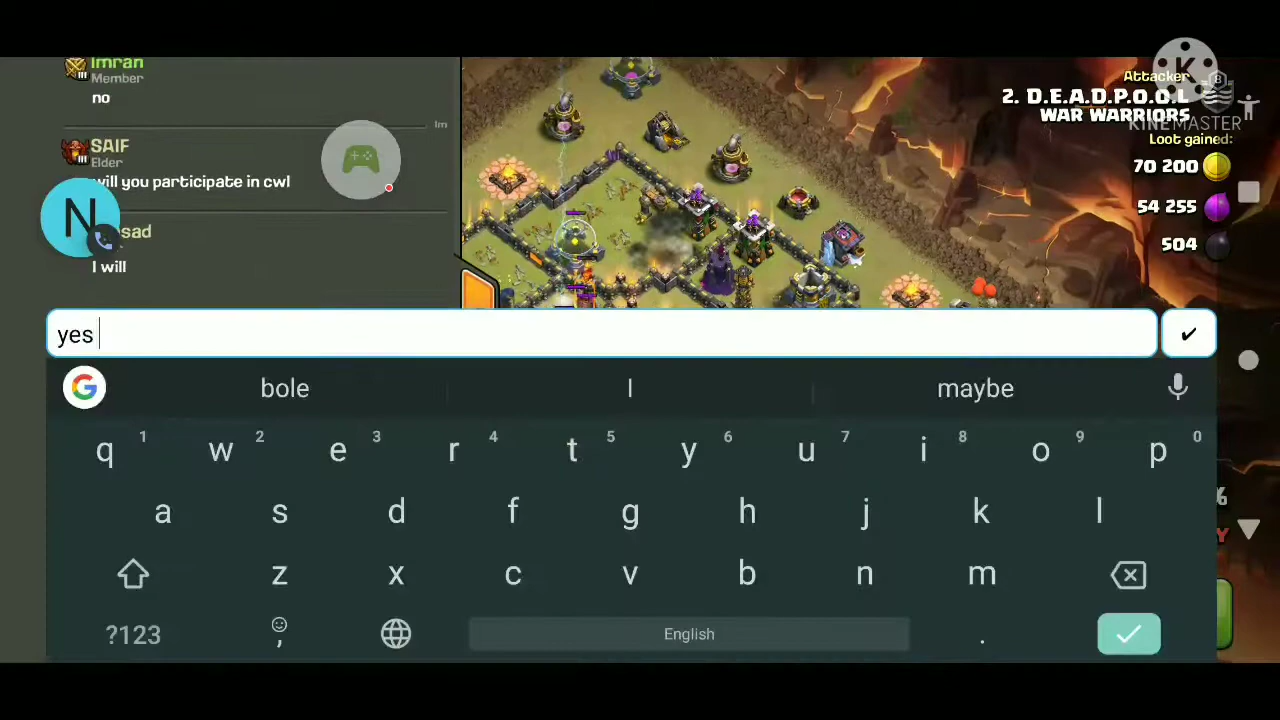 Imran
Member
no
1m
SAIF
Elder
will you participate in cwl
sad
I will
Attacker
2. D.E.A.D.P.O.O.L
WAR WARRIORS
KINEMASTER
Loot gained:
70 200
54 255
504
yes
bole
I
maybe
q 1 w 2 e 3 r 4 t 5 y 6 u 7 i 8 o 9 p 0
a s d f g h j k l
z x c v b n m
?123 , English .
N
K
8
G
%
Y